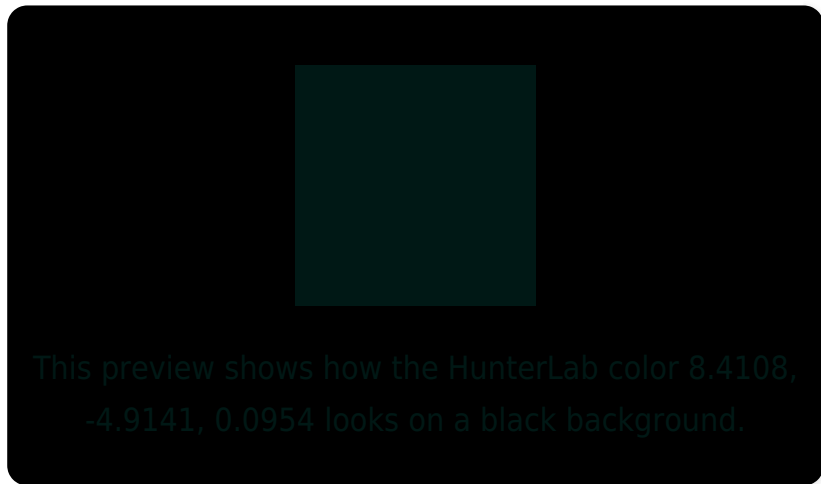 This preview shows how the HunterLab color 8.4108,
-4.9141, 0.0954 looks on a black background.